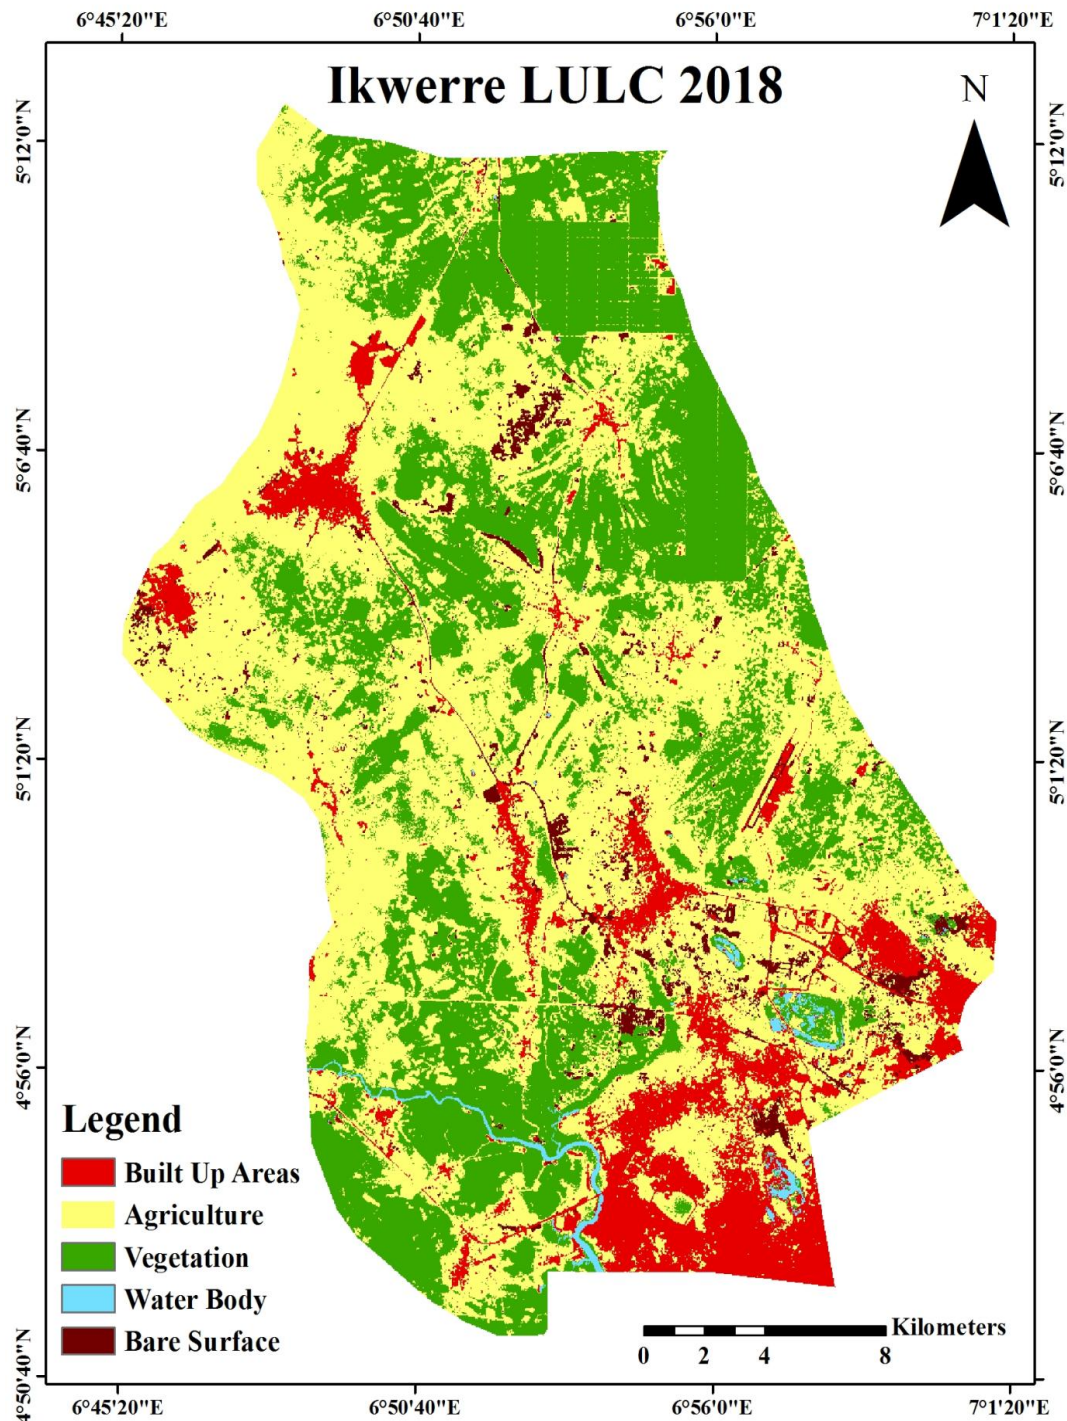 6°45'20"E 6°50'40"E 6°56'0"E 7°1'20"E
Ikwerre LULC 2018
N
5°12'0"N 5°12'0"N
5°6'40"N 5°6'40"N
5°1'20"N 5°1'20"N
4°56'0"N 4°56'0"N
Legend
Built Up Areas
Agriculture
Vegetation
Water Body
Bare Surface
Kilometers
0 2 4 8
4°50'40"N 4°50'40"N
6°45'20"E 6°50'40"E 6°56'0"E 7°1'20"E